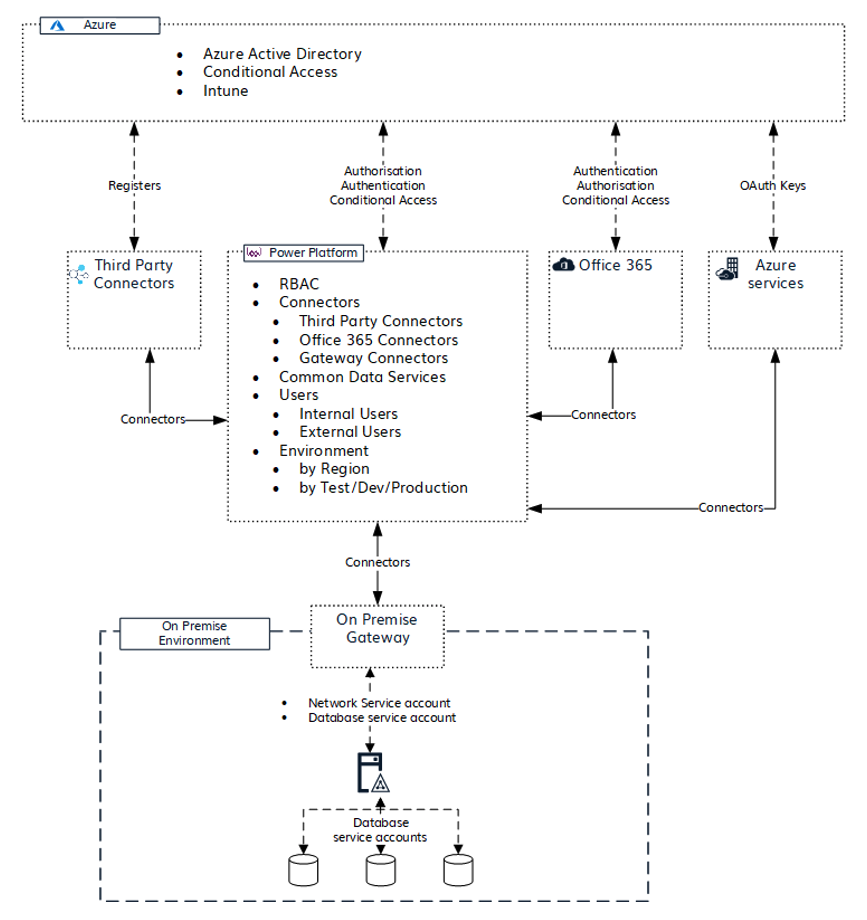 Azure
• Azure Active Directory
• Conditional Access
• Intune
Registers
Authorisation
Authentication
Conditional Access
Authentication
Authorisation
Conditional Access
OAuth Keys
Third Party
Connectors
Power Platform
• RBAC
• Connectors
• Third Party Connectors
• Office 365 Connectors
• Gateway Connectors
• Common Data Services
• Users
• Internal Users
• External Users
• Environment
• by Region
• by Test/Dev/Production
Office 365
Azure
services
Connectors
Connectors
Connectors
Connectors
On Premise
Environment
On Premise
Gateway
• Network Service account
• Database service account
Database
service accounts